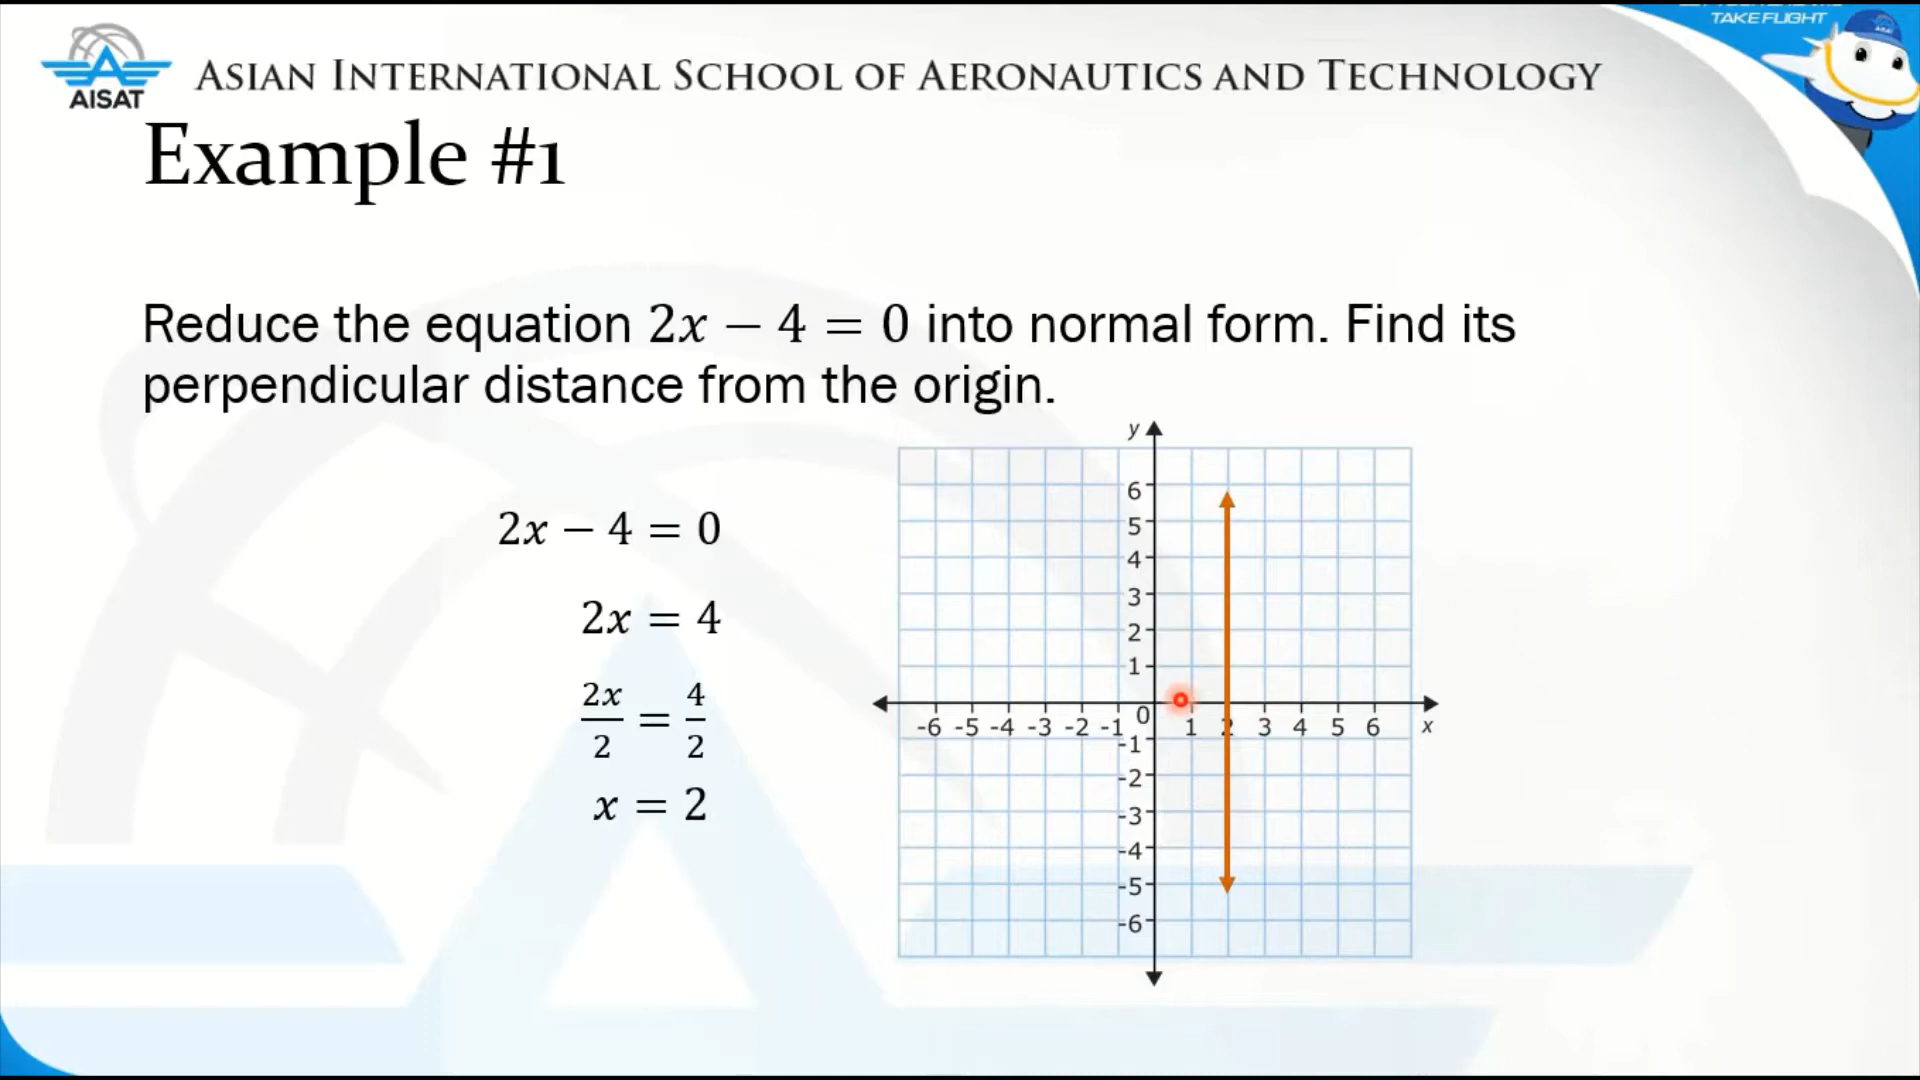 TAKE FLIGHT
AISAT
ASIAN INTERNATIONAL SCHOOL OF AERONAUTICS AND TECHNOLOGY
Example #1
Reduce the equation 2x − 4 = 0 into normal form. Find its
perpendicular distance from the origin.
2x − 4 = 0
2x = 4
2x/2 = 4/2
x = 2
y
6
5
4
3
2
1
-6 -5 -4 -3 -2 -1 0 1 2 3 4 5 6 x
-1
-2
-3
-4
-5
-6